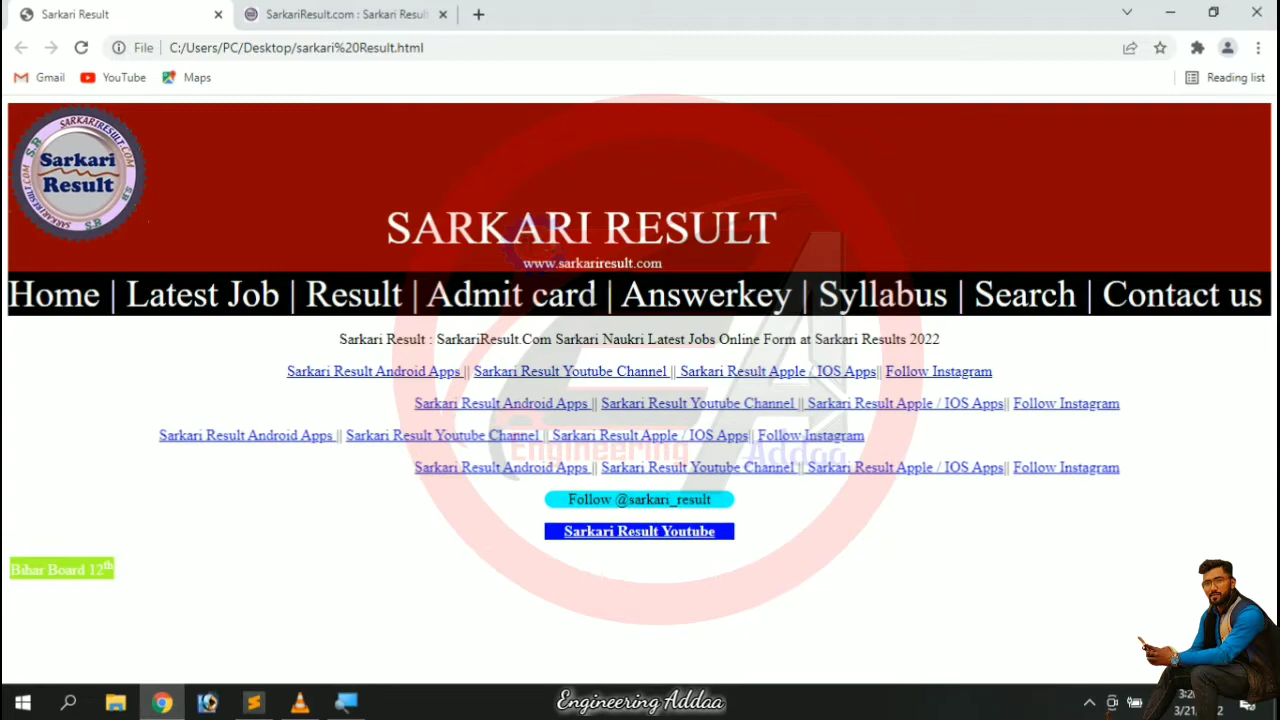 Sarkari Result
SarkariResult.com : Sarkari Resul
File
C:/Users/PC/Desktop/sarkari%20Result.html
Gmail YouTube Maps
Reading list
SARKARIRESULT.COM
S.R
Sarkari
Result
SARKARI RESULT
www.sarkariresult.com
Home | Latest Job | Result | Admit card | Answerkey | Syllabus | Search | Contact us
Sarkari Result : SarkariResult.Com Sarkari Naukri Latest Jobs Online Form at Sarkari Results 2022
Sarkari Result Android Apps || Sarkari Result Youtube Channel || Sarkari Result Apple / IOS Apps|| Follow Instagram
Sarkari Result Android Apps || Sarkari Result Youtube Channel || Sarkari Result Apple / IOS Apps|| Follow Instagram
Sarkari Result Android Apps || Sarkari Result Youtube Channel || Sarkari Result Apple / IOS Apps|| Follow Instagram
Engineering Addaa
Sarkari Result Android Apps || Sarkari Result Youtube Channel || Sarkari Result Apple / IOS Apps|| Follow Instagram
Follow @sarkari_result
Sarkari Result Youtube
Bihar Board 12th
Engineering Addaa